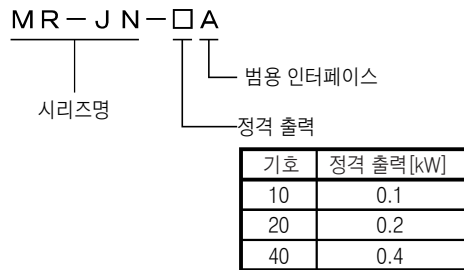 MR-JN-□A
범용 인터페이스
시리즈명
정격 출력
기호 정격 출력[kW]
10 0.1
20 0.2
40 0.4